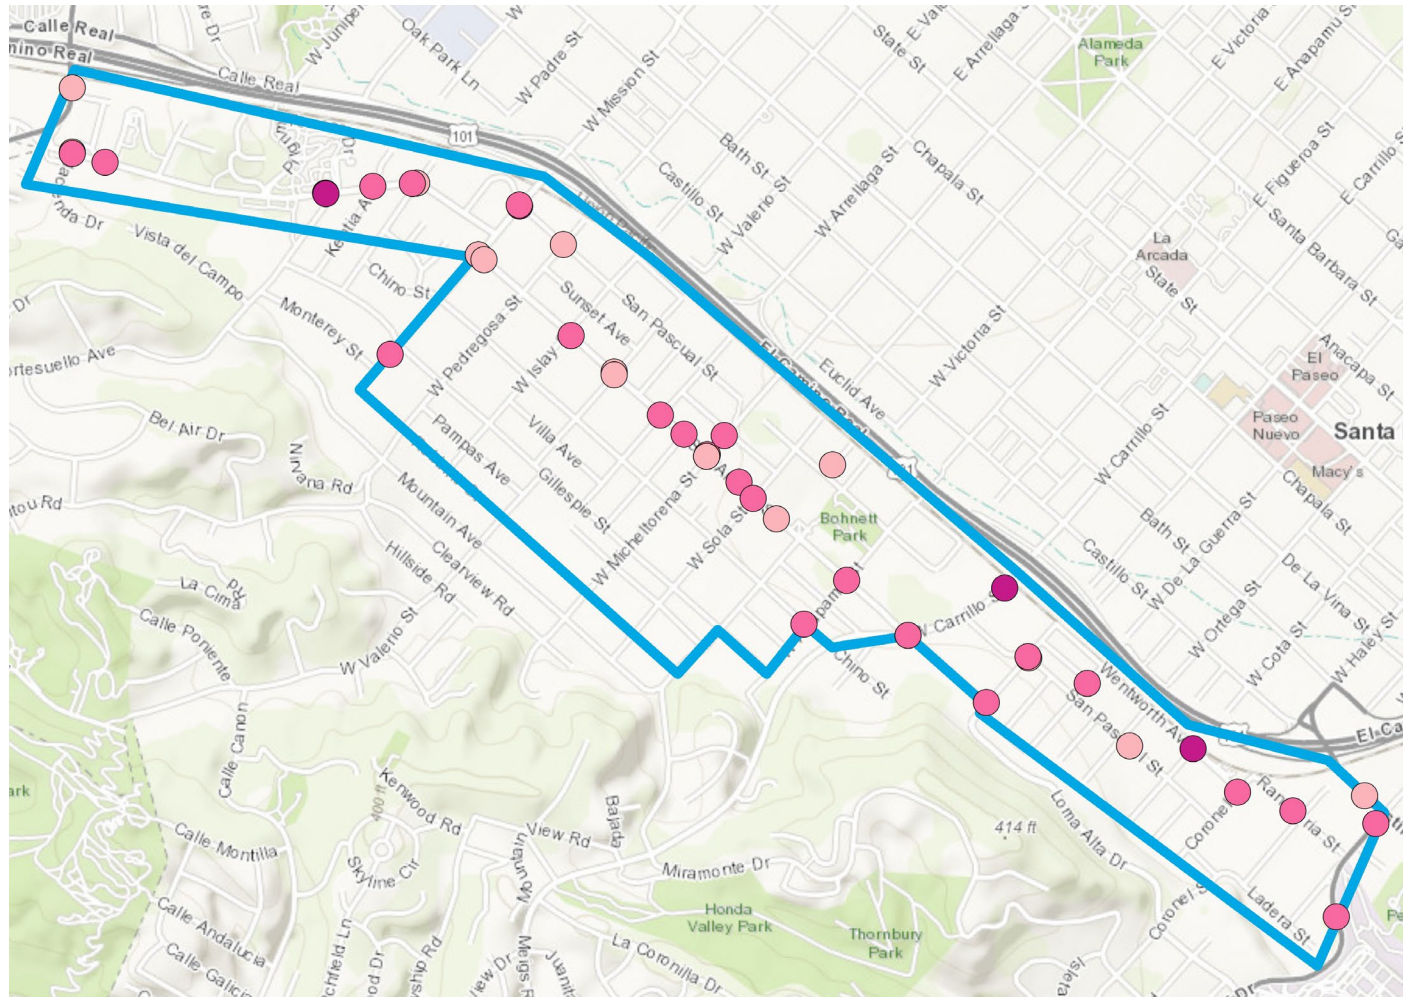 Calle Real
W Juniper
Oak Park Ln
W Padre St
State St
E Arrellaga St
Alameda
Park
E Victoria St
E Anapamu St
Calle Real
W Mission St
101
Bath St
Castillo St
W Valerio St
W Arrellaga St
Chapala St
E Figueroa St
E Carrillo St
E Santa Barbara St
La
Arcada
State St
Vista del Campo
Chino St
Monterey St
Sunset Ave
San Pascual St
W Pedregosa St
W Islay
El Camino Real
Euclid Ave
W Victoria St
Anacapa St
El
Paseo
Paseo
Nuevo
Santa
Macy's
Chapala St
W Carrillo St
Bel Air Dr
Nirvana Rd
Pampas Ave
Villa Ave
Gillespie St
Mountain Ave
Hillside Rd
Clearview Rd
W Micheltorena St
W Sola St
Bohnett
Park
Bath St
Castillo St
W De La Guerra St
De La Vina St
W Ortega St
W Cota St
W Haley St
La Cima
Rd
Calle Poniente
W Valerio St
W Carrillo St
Chino St
Wentworth Ave
San Pascual St
Calle Canon
Kenwood Rd
400 ft
View Rd
Bajada
Miramonte Dr
414 ft
Loma Alta Dr
Calle Montilla
Skyline Cir
Honda
Valley Park
Thornbury
Park
Coronel St
Ladera St
Calle Andalucia
La Coronilla Dr